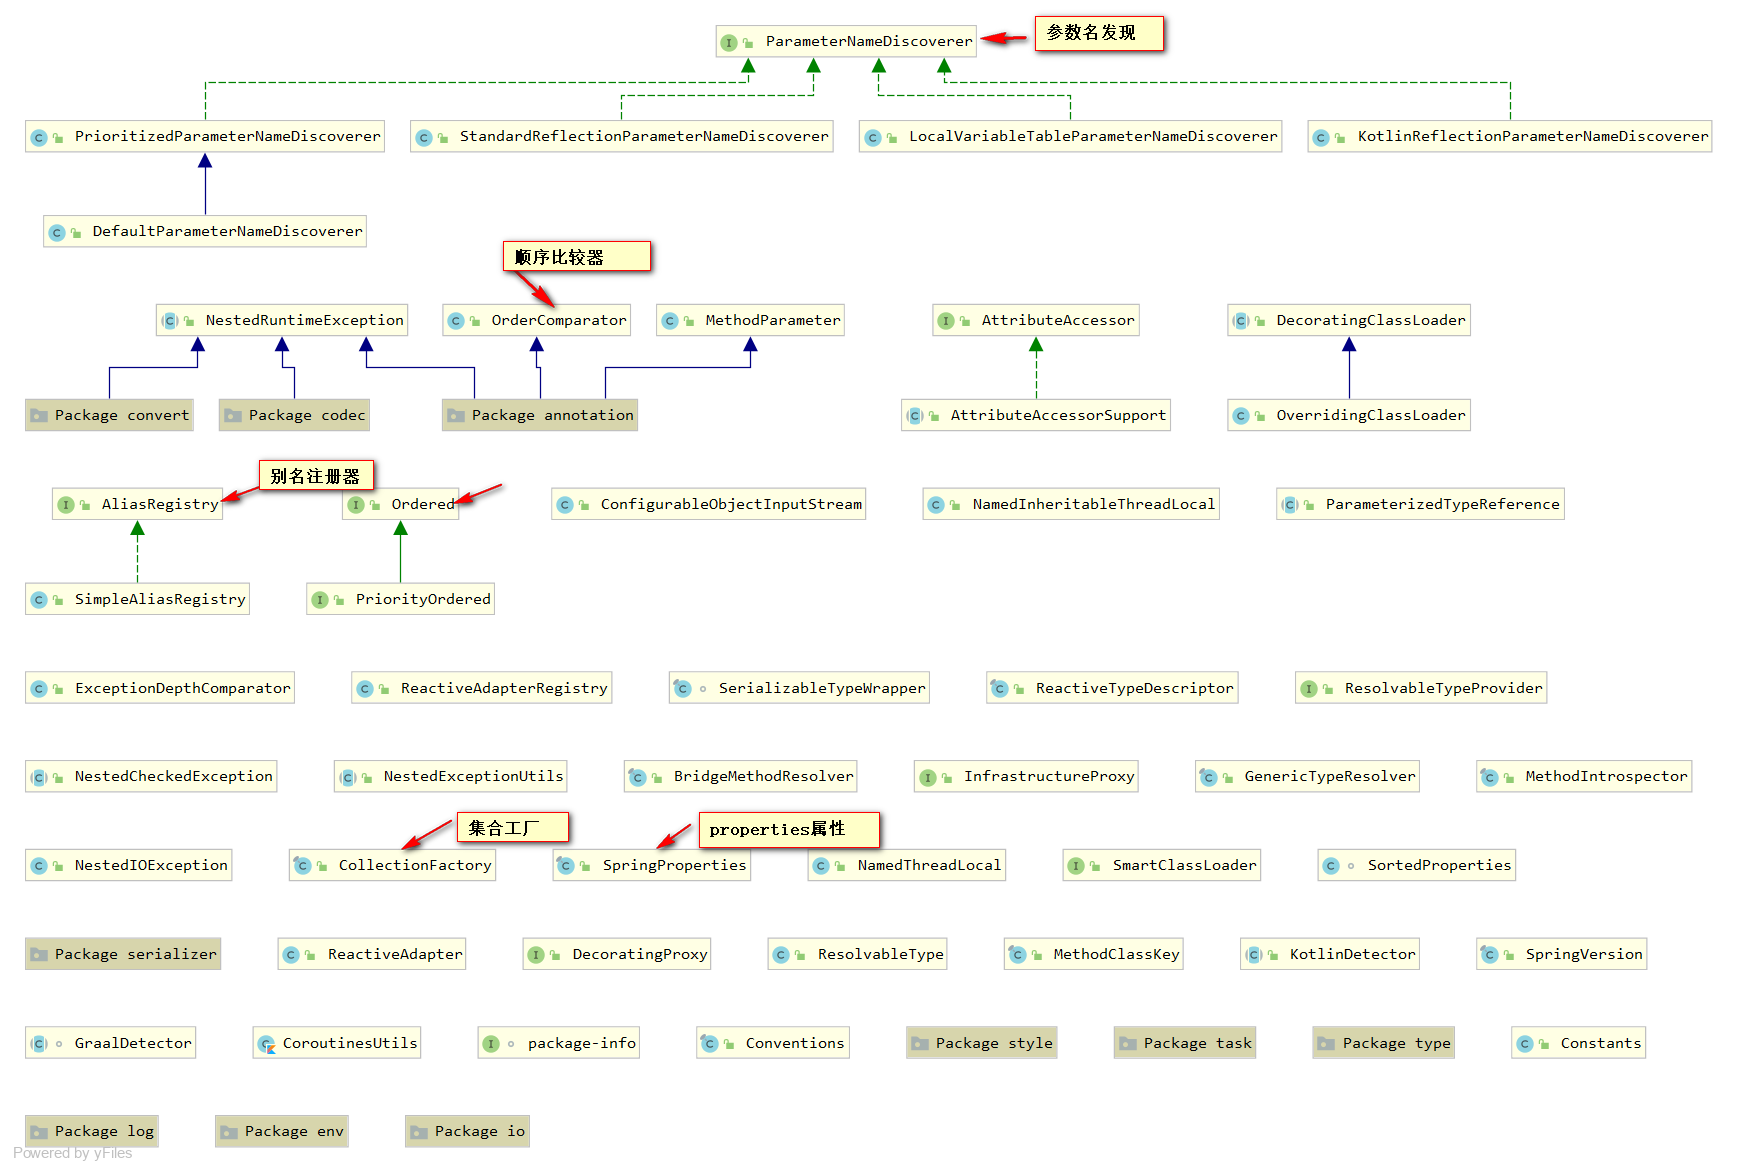 ParameterNameDiscoverer
参数名发现
PrioritizedParameterNameDiscoverer
StandardReflectionParameterNameDiscoverer
LocalVariableTableParameterNameDiscoverer
KotlinReflectionParameterNameDiscoverer
DefaultParameterNameDiscoverer
顺序比较器
NestedRuntimeException
OrderComparator
MethodParameter
AttributeAccessor
DecoratingClassLoader
Package convert
Package codec
Package annotation
AttributeAccessorSupport
OverridingClassLoader
别名注册器
AliasRegistry
Ordered
ConfigurableObjectInputStream
NamedInheritableThreadLocal
ParameterizedTypeReference
SimpleAliasRegistry
PriorityOrdered
ExceptionDepthComparator
ReactiveAdapterRegistry
SerializableTypeWrapper
ReactiveTypeDescriptor
ResolvableTypeProvider
NestedCheckedException
NestedExceptionUtils
BridgeMethodResolver
InfrastructureProxy
GenericTypeResolver
MethodIntrospector
集合工厂
properties属性
NestedIOException
CollectionFactory
SpringProperties
NamedThreadLocal
SmartClassLoader
SortedProperties
Package serializer
ReactiveAdapter
DecoratingProxy
ResolvableType
MethodClassKey
KotlinDetector
SpringVersion
GraalDetector
CoroutinesUtils
package-info
Conventions
Package style
Package task
Package type
Constants
Package log
Package env
Package io
Powered by yFiles